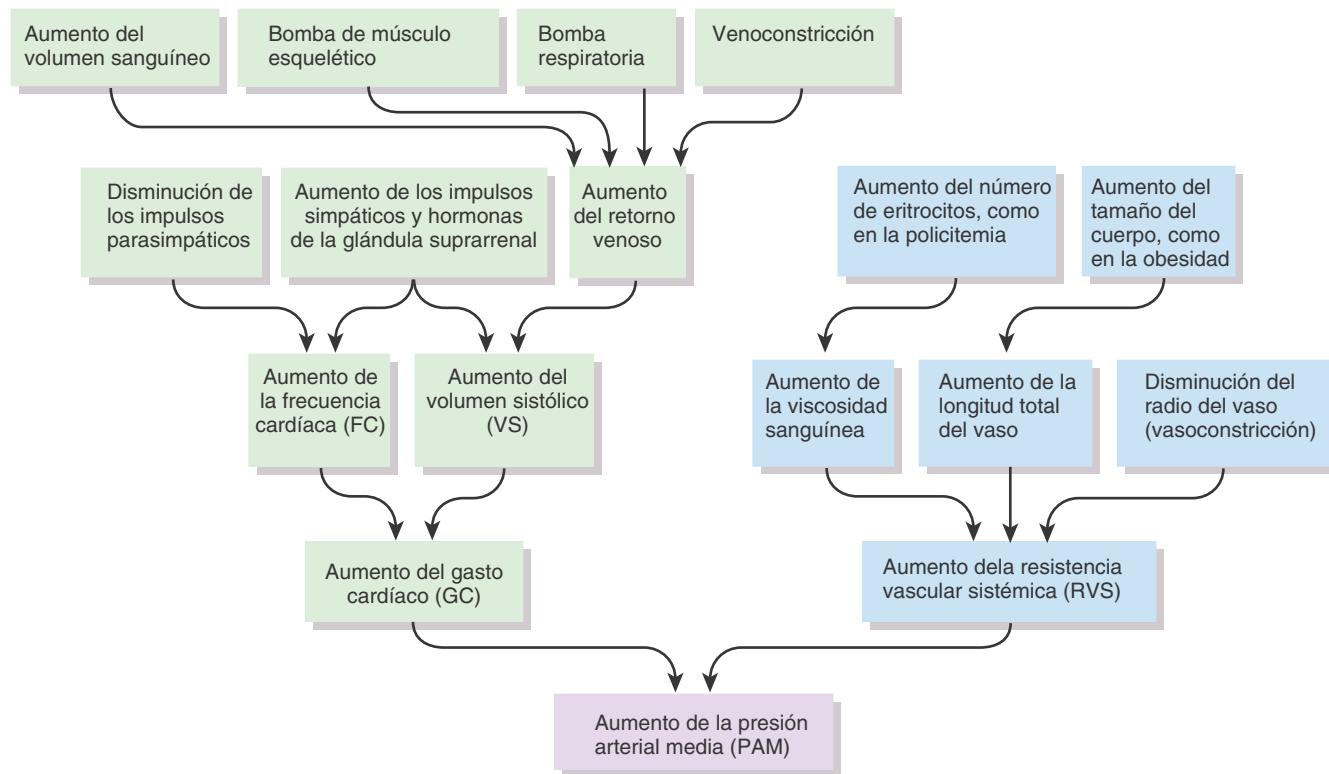 Aumento del
volumen sanguíneo
Bomba de músculo
esquelético
Bomba
respiratoria
Venoconstricción
Disminución de
los impulsos
parasimpáticos
Aumento de los impulsos
simpáticos y hormonas
de la glándula suprarrenal
Aumento
del retorno
venoso
Aumento del número
de eritrocitos, como
en la policitemia
Aumento del
tamaño del
cuerpo, como
en la obesidad
Aumento de
la frecuencia
cardíaca (FC)
Aumento del
volumen sistólico
(VS)
Aumento de
la viscosidad
sanguínea
Aumento de la
longitud total
del vaso
Disminución del
radio del vaso
(vasoconstricción)
Aumento del gasto
cardíaco (GC)
Aumento dela resistencia
vascular sistémica (RVS)
Aumento de la presión
arterial media (PAM)